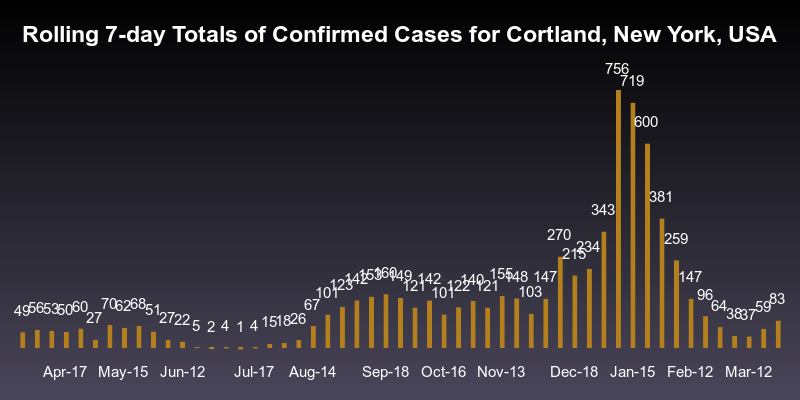 Rolling 7-day Totals of Confirmed Cases for Cortland, New York, USA
49 56 53 50 60 27 70 62 68 51 27 22 5 2 4 1 4 15 18 26 67 101 123 142 153 160 149 121 142 101 122 140 121 155 148 103 147 270 215 234 343 756 719 600 381 259 147 96 64 38 37 59 83
Apr-17 May-15 Jun-12 Jul-17 Aug-14 Sep-18 Oct-16 Nov-13 Dec-18 Jan-15 Feb-12 Mar-12